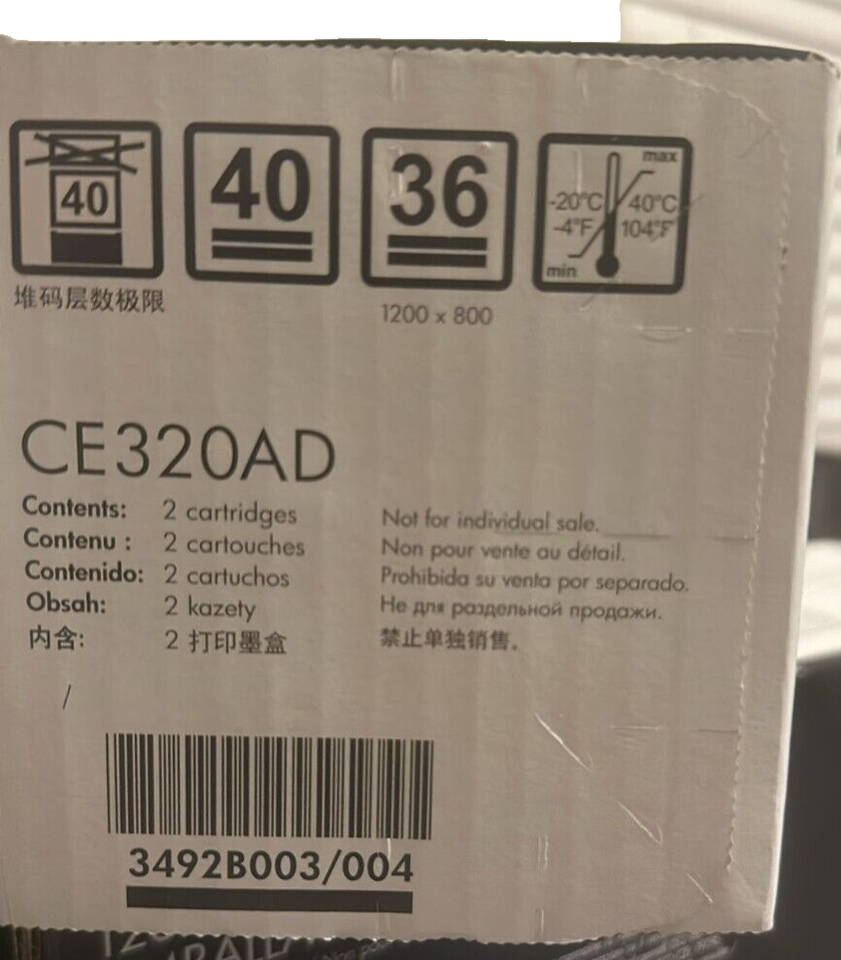 40
40
36
max
-20°C 40°C
-4°F 104°F
min
堆码层数极限
1200 x 800
CE320AD
Contents: 2 cartridges
Contenu : 2 cartouches
Contenido: 2 cartuchos
Obsah: 2 kazety
内含: 2 打印墨盒
Not for individual sale.
Non pour vente au détail.
Prohibida su venta por separado.
Не для раздельной продажи.
禁止单独销售。
3492B003/004